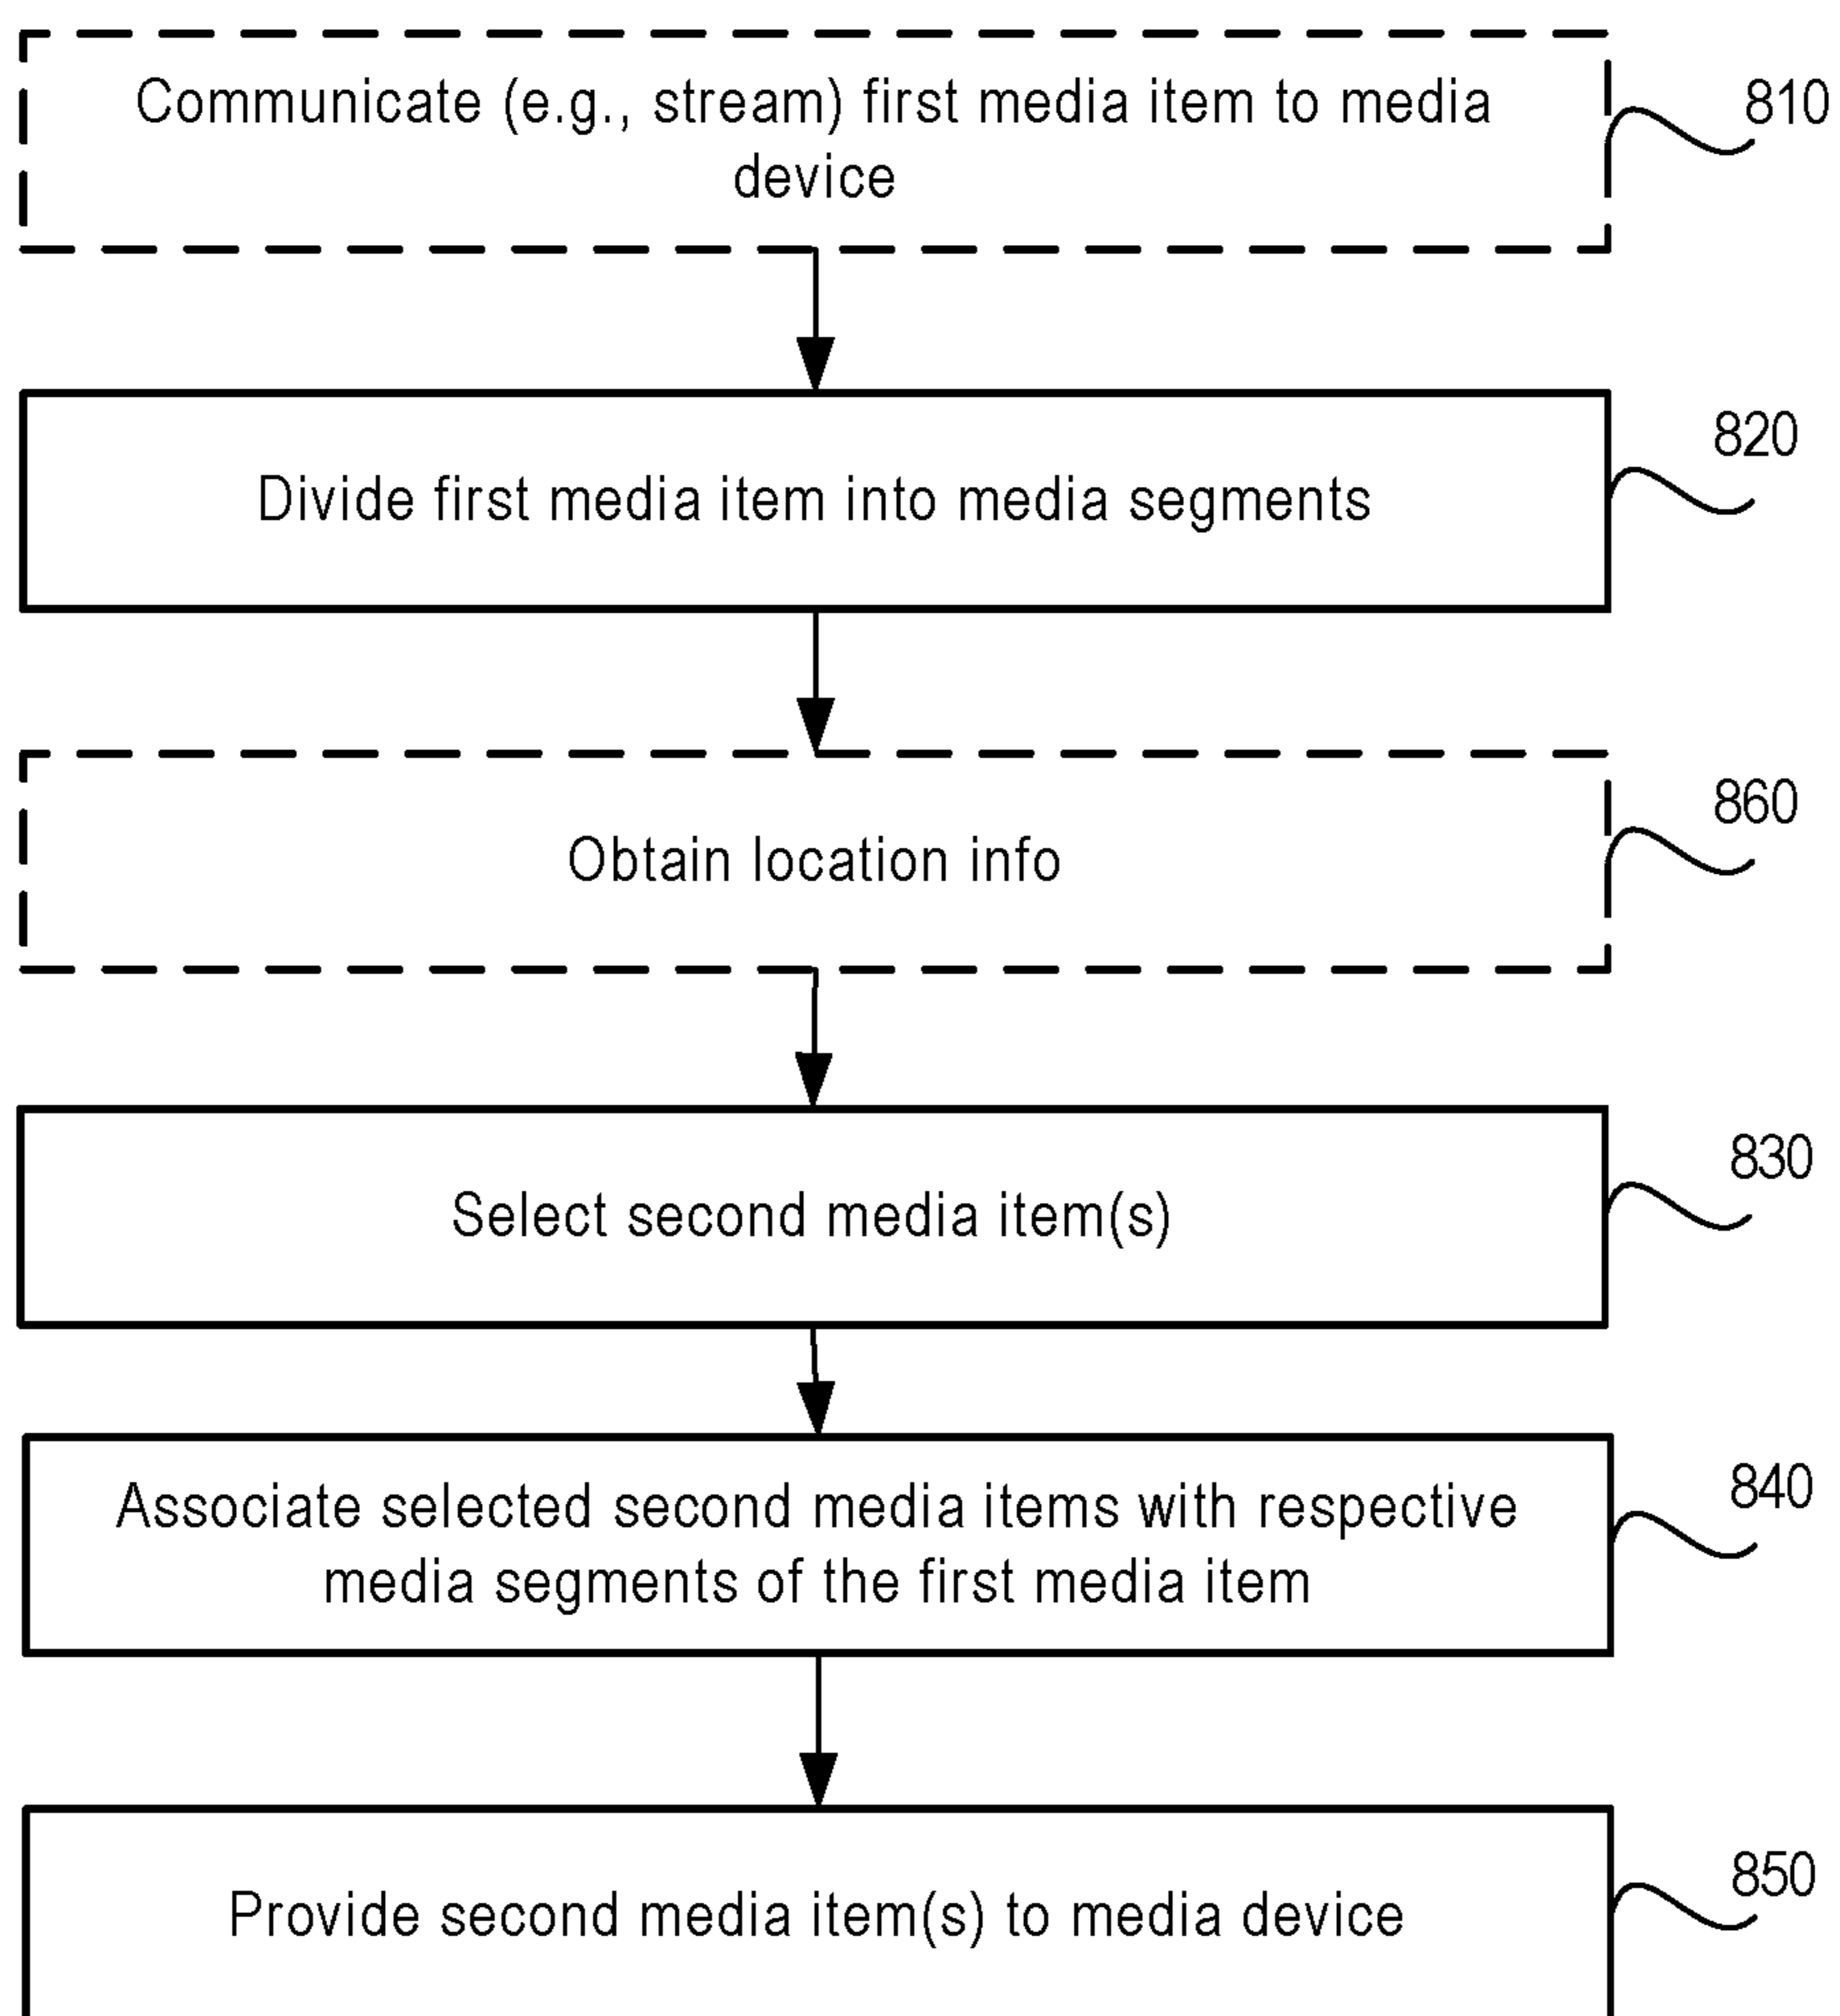 Communicate (e.g., stream) first media item to media
device
810
Divide first media item into media segments
820
Obtain location info
860
Select second media item(s)
830
Associate selected second media items with respective
media segments of the first media item
840
Provide second media item(s) to media device
850